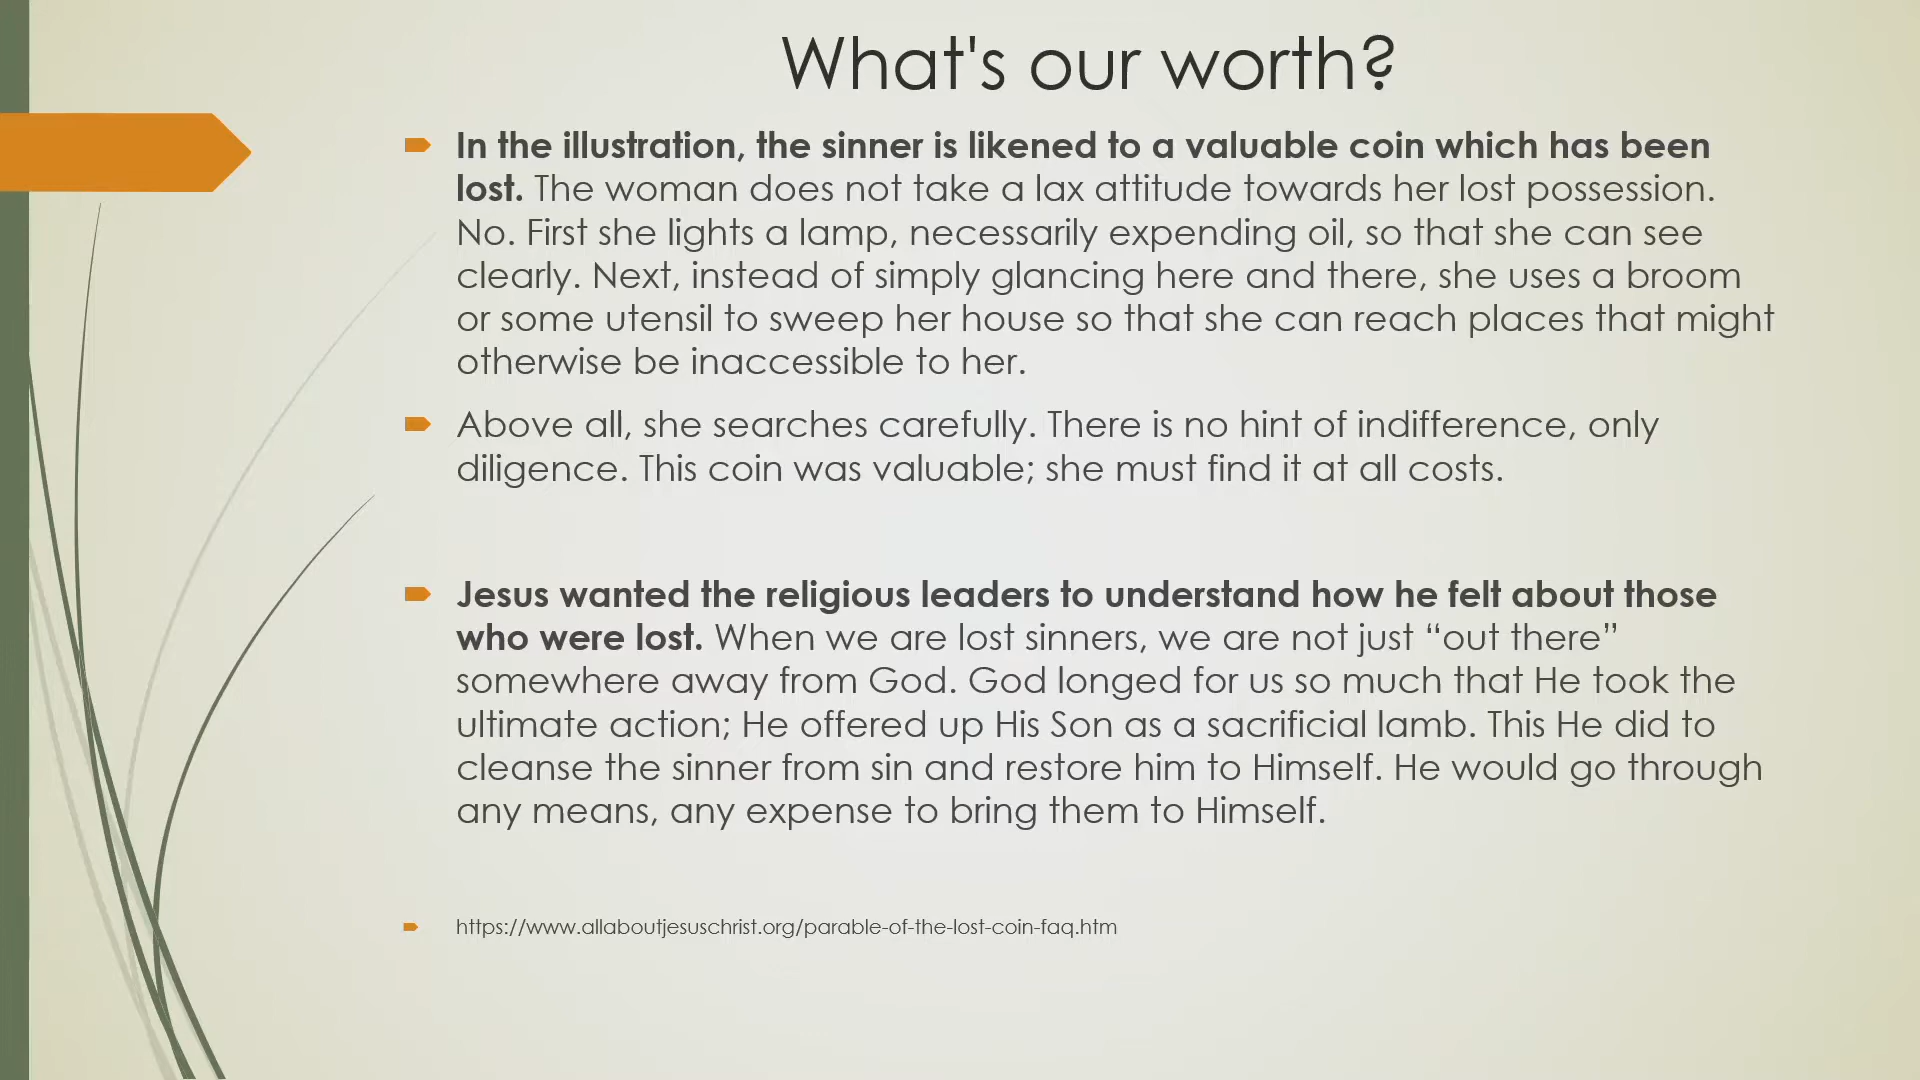 What's our worth?
In the illustration, the sinner is likened to a valuable coin which has been
lost. The woman does not take a lax attitude towards her lost possession.
No. First she lights a lamp, necessarily expending oil, so that she can see
clearly. Next, instead of simply glancing here and there, she uses a broom
or some utensil to sweep her house so that she can reach places that might
otherwise be inaccessible to her.
Above all, she searches carefully. There is no hint of indifference, only
diligence. This coin was valuable; she must find it at all costs.
Jesus wanted the religious leaders to understand how he felt about those
who were lost. When we are lost sinners, we are not just “out there”
somewhere away from God. God longed for us so much that He took the
ultimate action; He offered up His Son as a sacrificial lamb. This He did to
cleanse the sinner from sin and restore him to Himself. He would go through
any means, any expense to bring them to Himself.
https://www.allaboutjesuschrist.org/parable-of-the-lost-coin-faq.htm